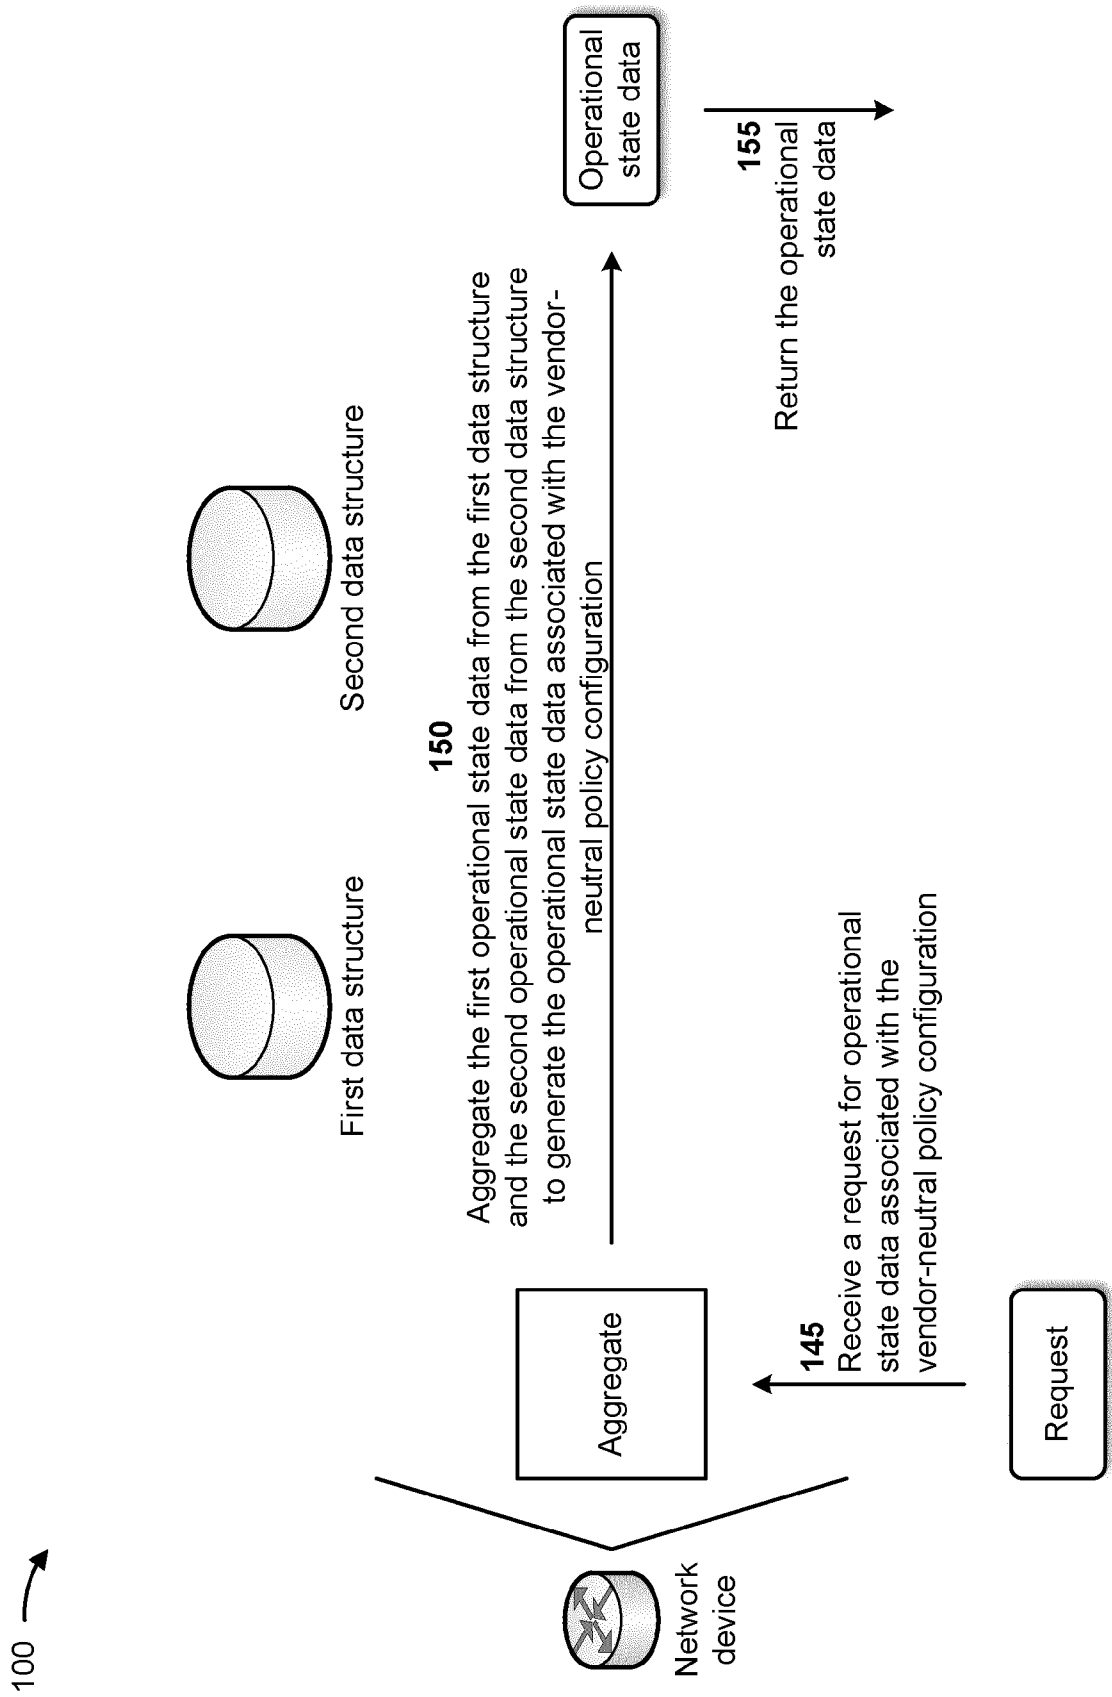 100
First data structure
Second data structure
150
Aggregate the first operational state data from the first data structure
and the second operational state data from the second data structure
to generate the operational state data associated with the vendor-
neutral policy configuration
Network
device
Aggregate
Operational
state data
145
Receive a request for operational
state data associated with the
vendor-neutral policy configuration
155
Return the operational
state data
Request